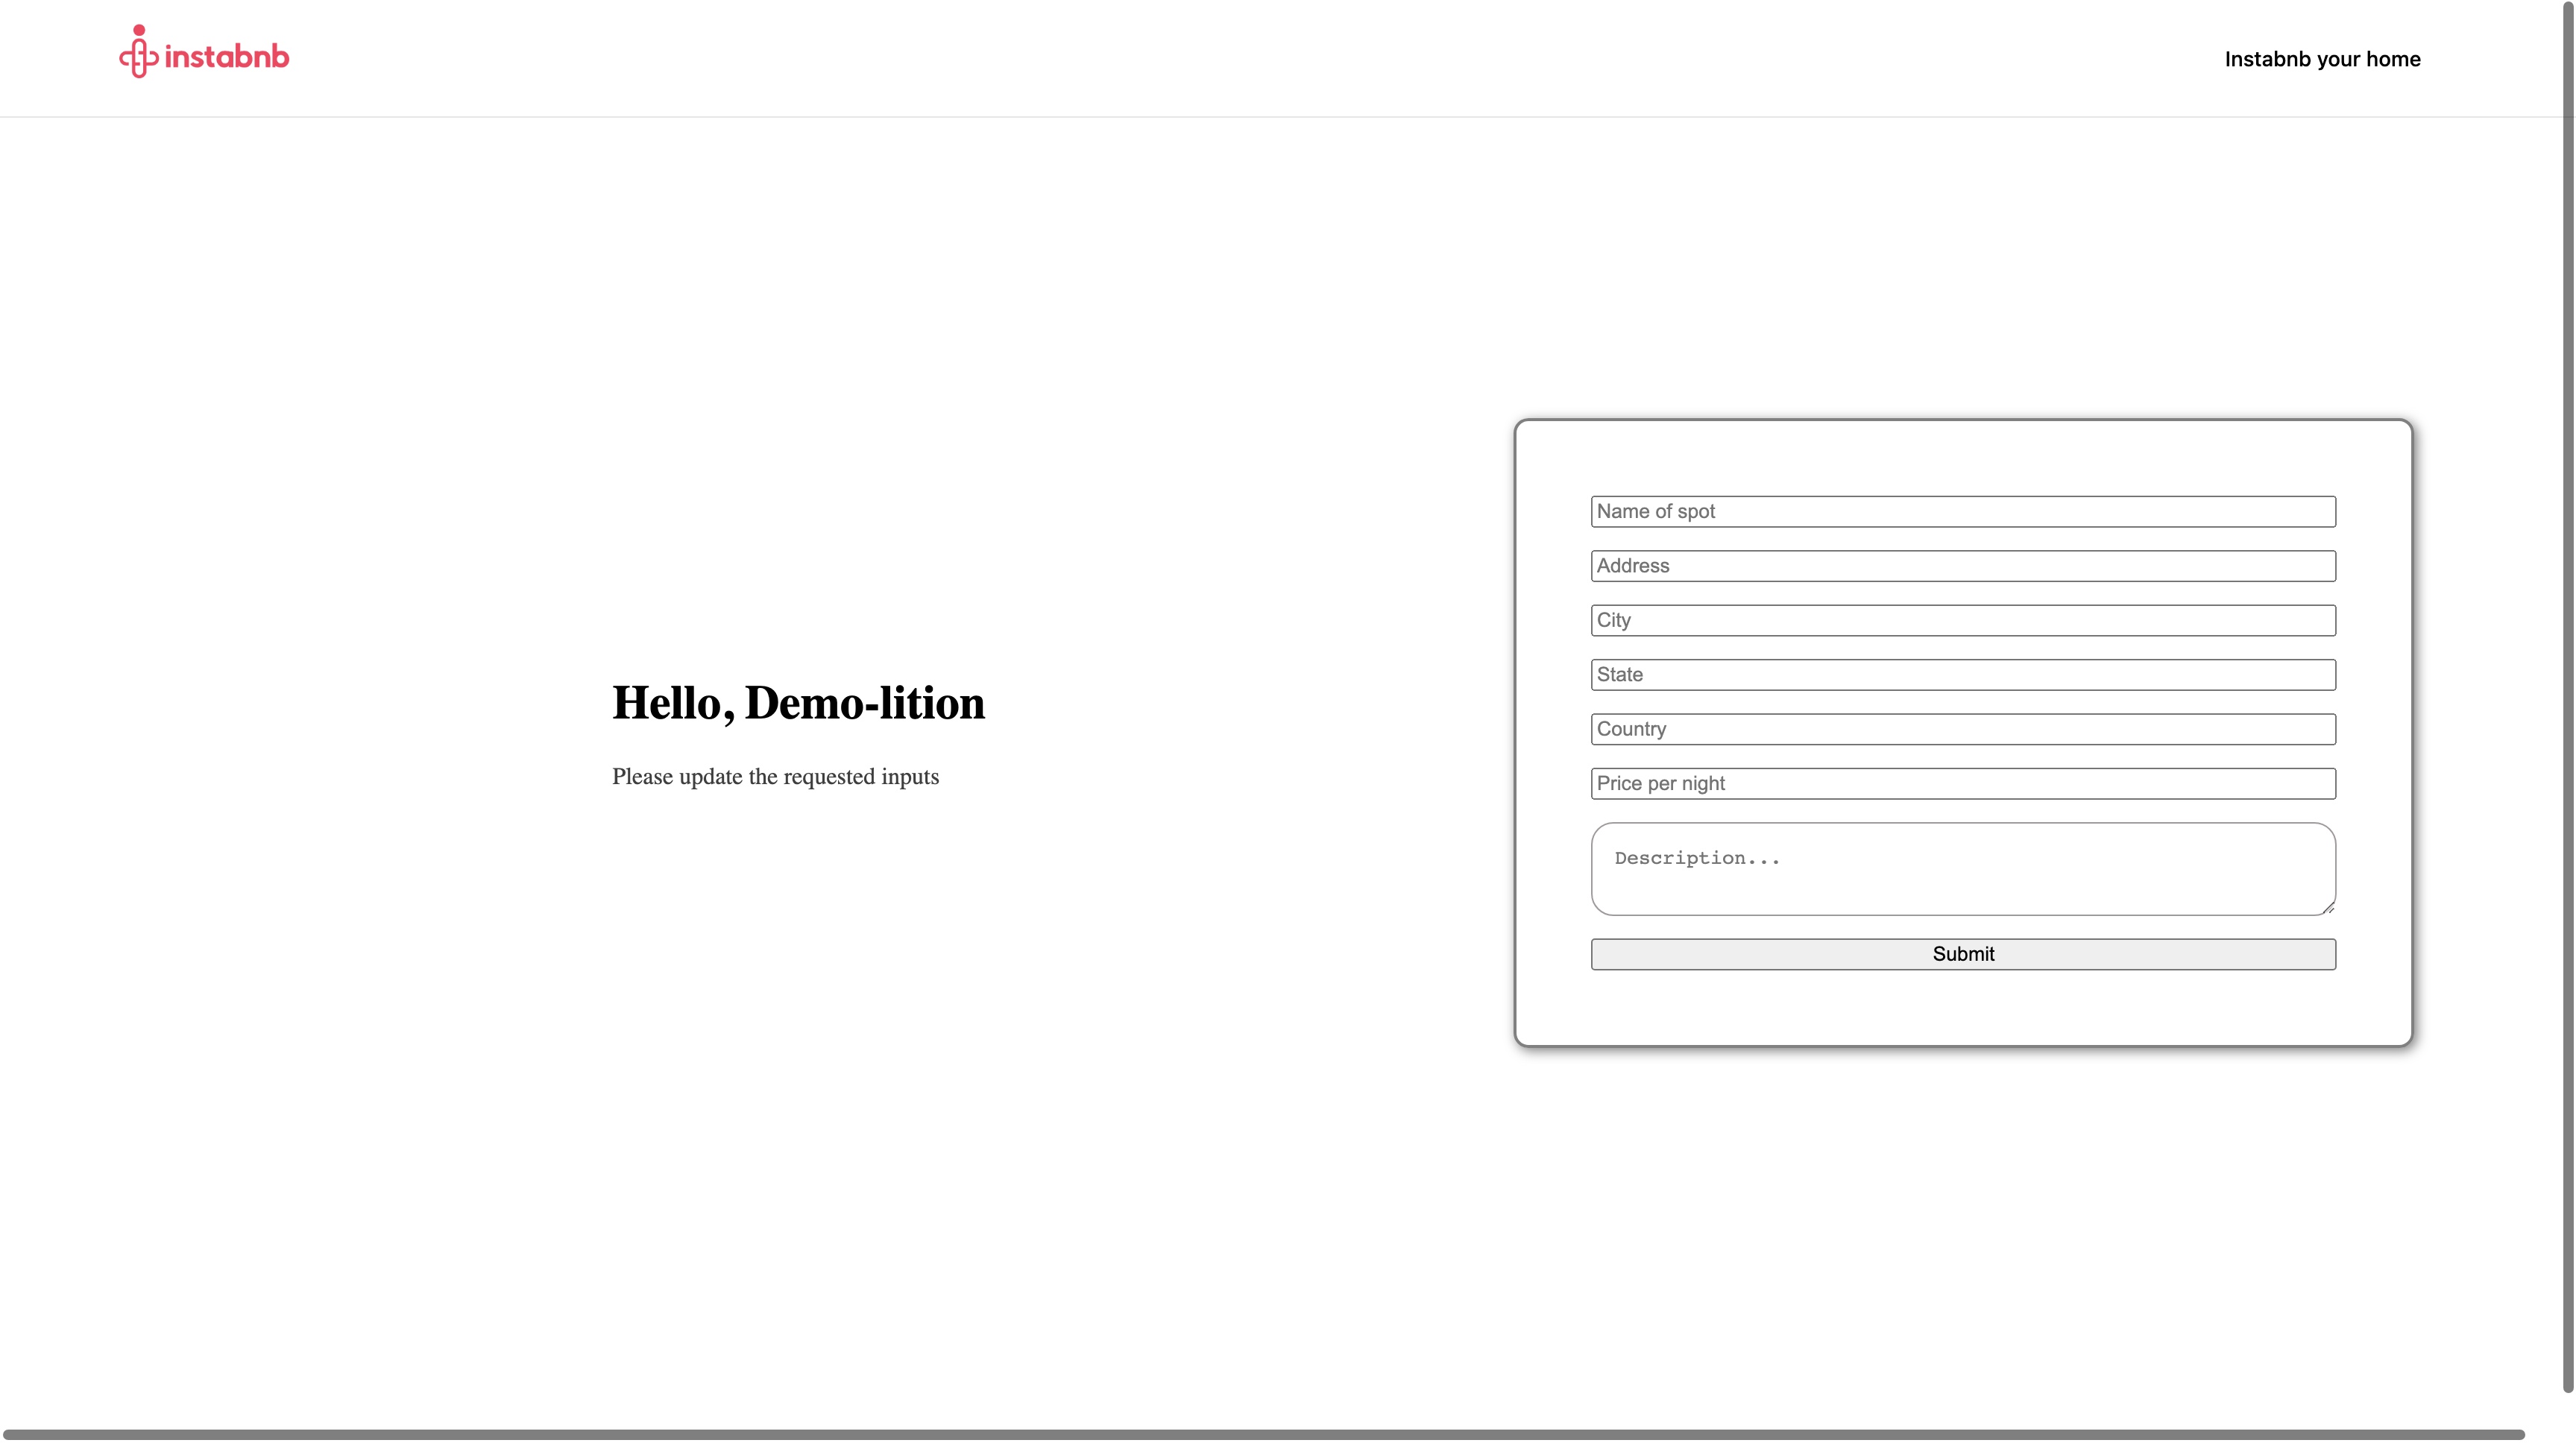 instabnb
Instabnb your home
Hello, Demo-lition
Please update the requested inputs
Name of spot
Address
City
State
Country
Price per night
Description...
Submit